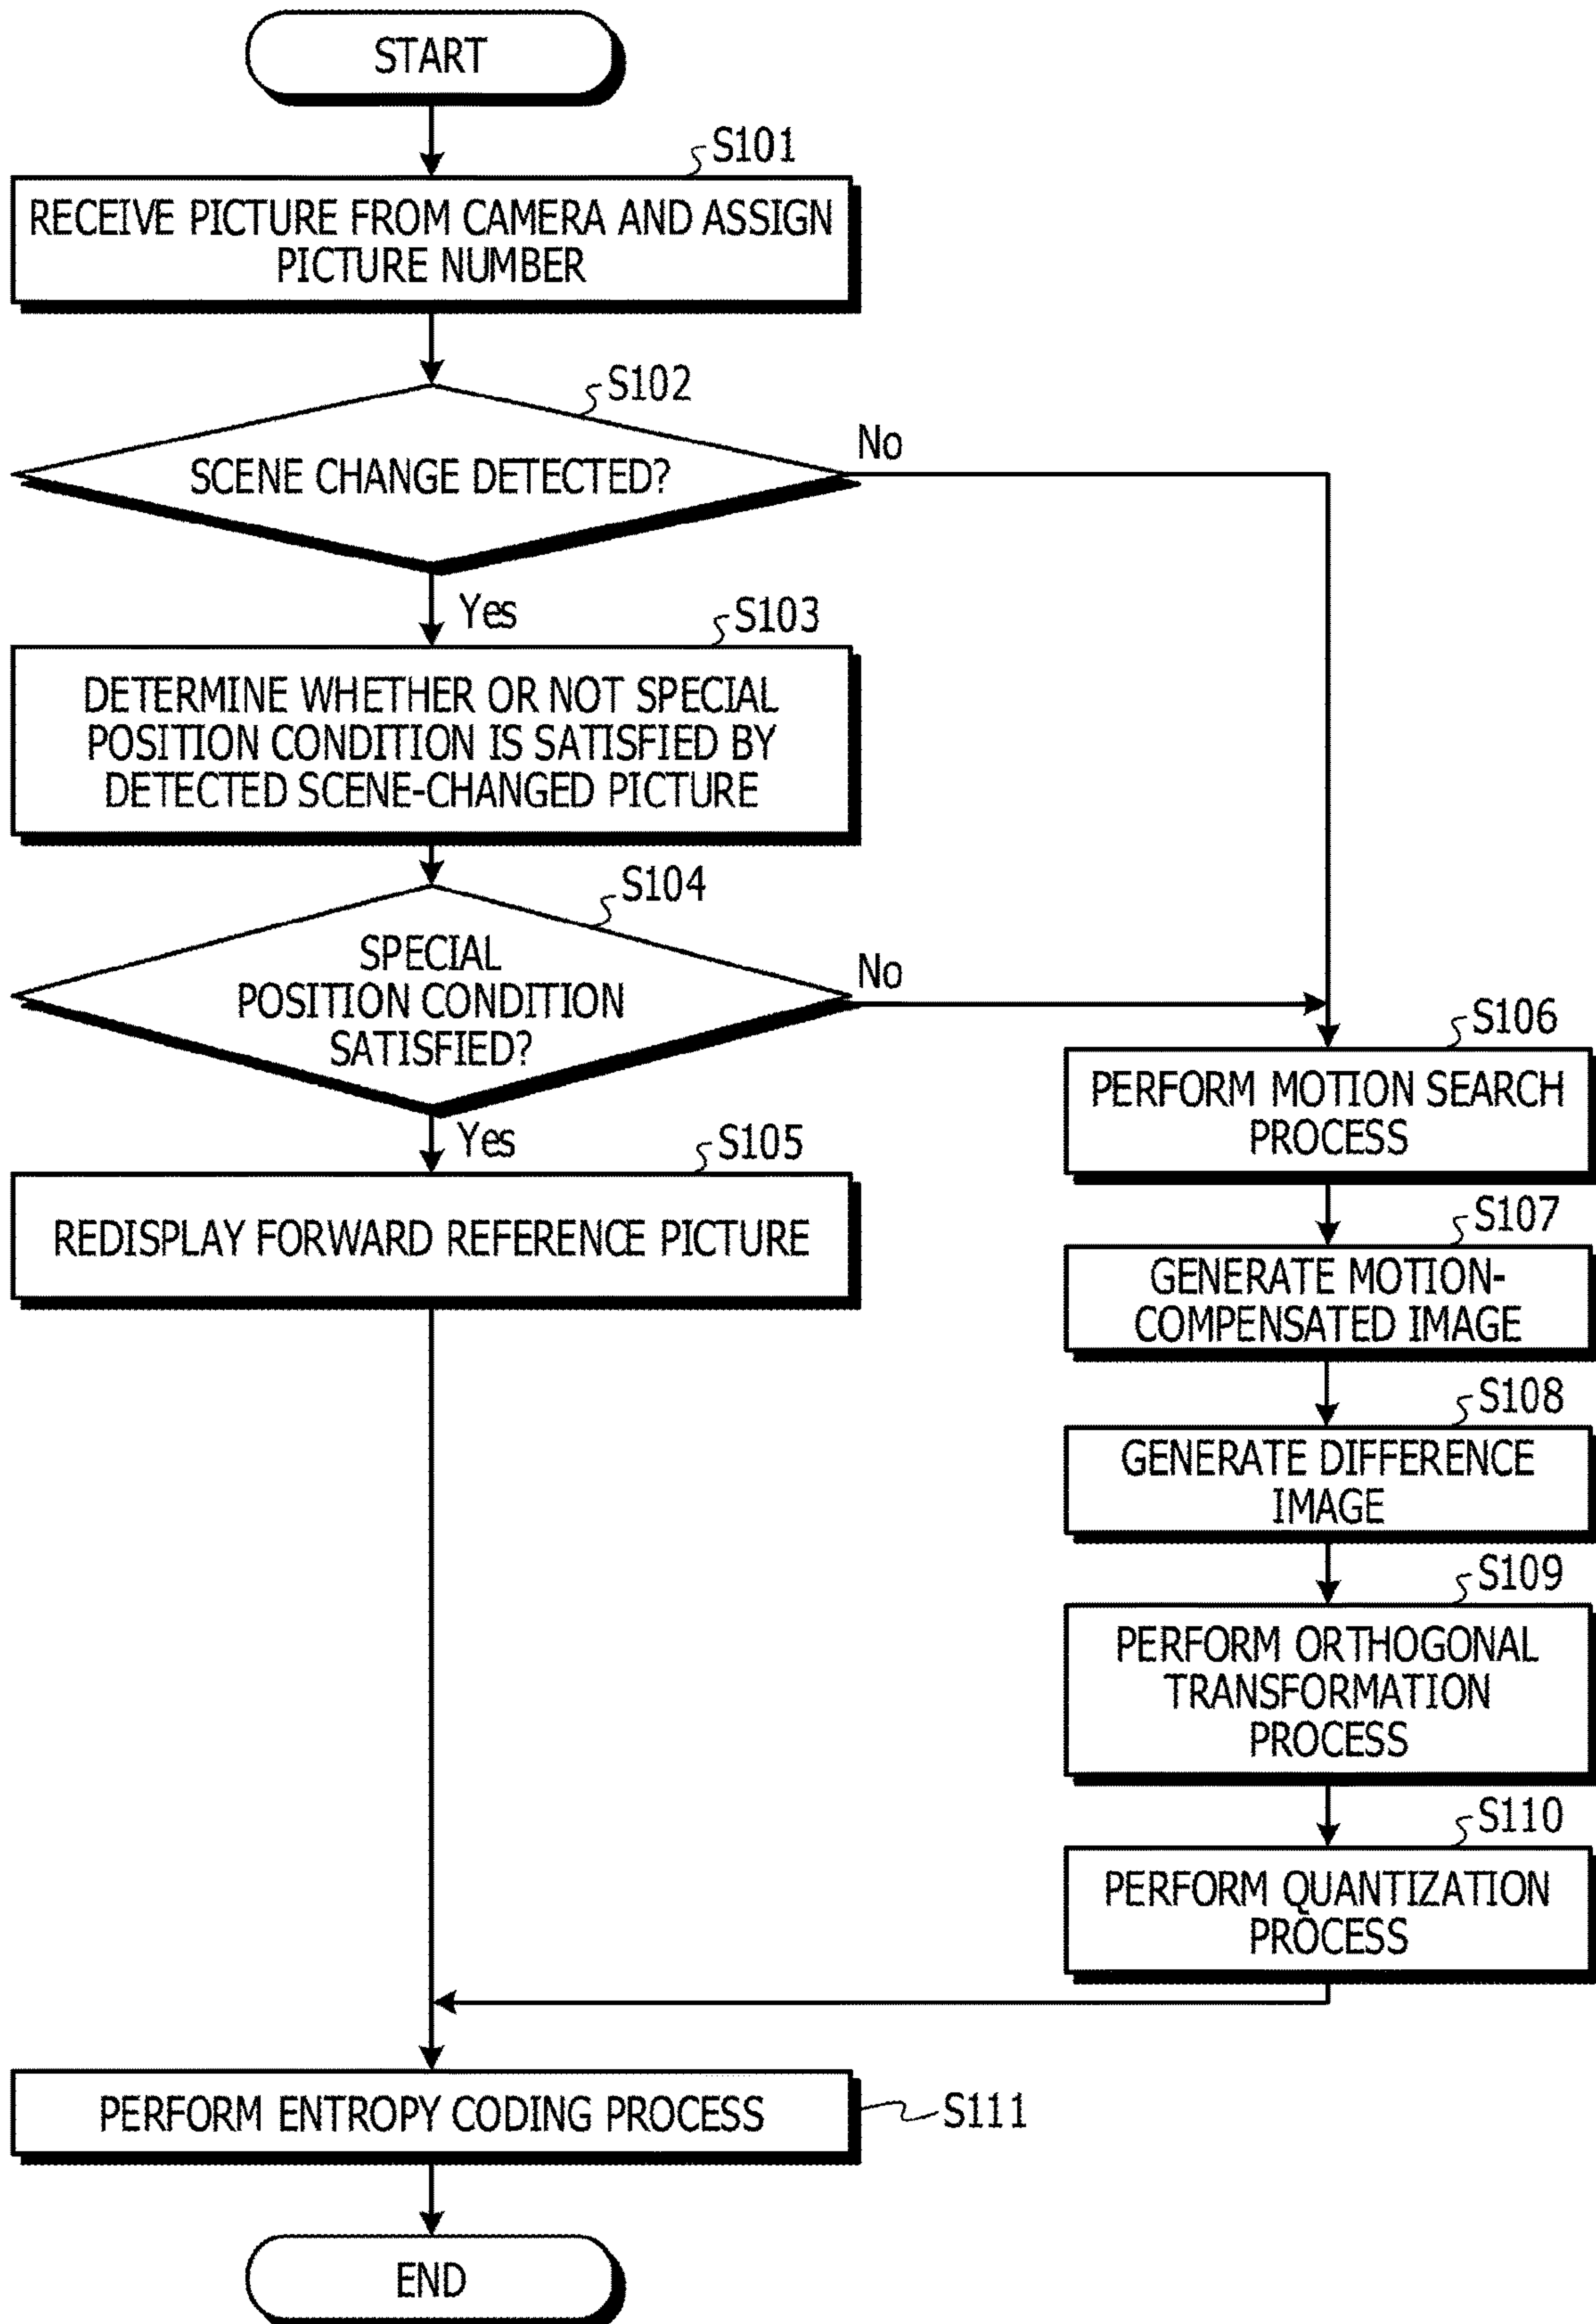 START
S101
RECEIVE PICTURE FROM CAMERA AND ASSIGN
PICTURE NUMBER
S102
SCENE CHANGE DETECTED?
No
Yes
S103
DETERMINE WHETHER OR NOT SPECIAL
POSITION CONDITION IS SATISFIED BY
DETECTED SCENE-CHANGED PICTURE
S104
SPECIAL
POSITION CONDITION
SATISFIED?
No
Yes
S105
REDISPLAY FORWARD REFERENCE PICTURE
S106
PERFORM MOTION SEARCH
PROCESS
S107
GENERATE MOTION-
COMPENSATED IMAGE
S108
GENERATE DIFFERENCE
IMAGE
S109
PERFORM ORTHOGONAL
TRANSFORMATION
PROCESS
S110
PERFORM QUANTIZATION
PROCESS
PERFORM ENTROPY CODING PROCESS
S111
END